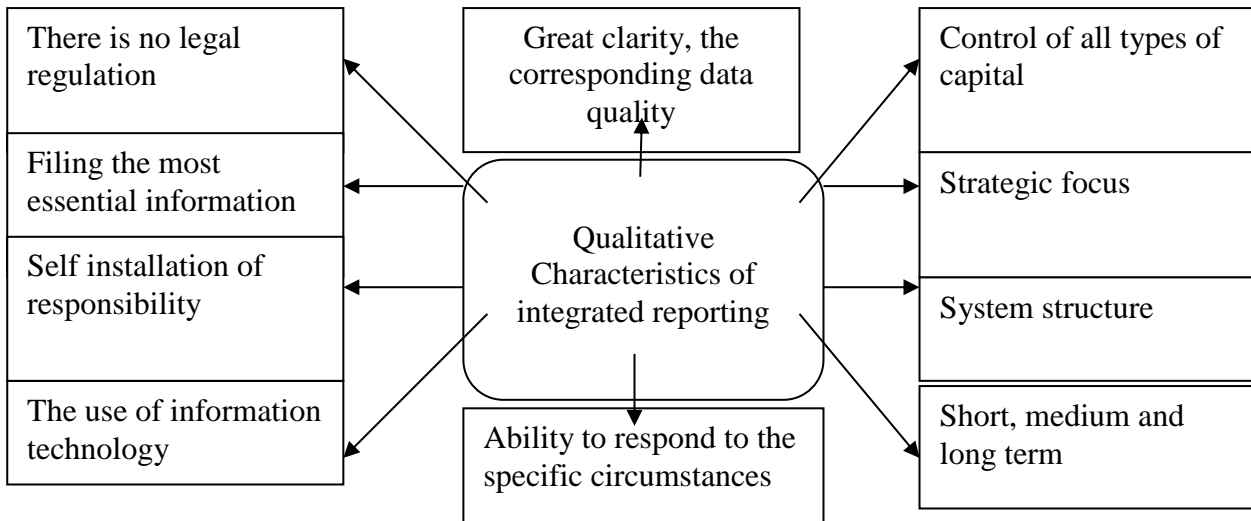 There is no legal
regulation
Filing the most
essential information
Self installation of
responsibility
The use of information
technology
Great clarity, the
corresponding data
quality
Qualitative
Characteristics of
integrated reporting
Ability to respond to the
specific circumstances
Control of all types of
capital
Strategic focus
System structure
Short, medium and
long term